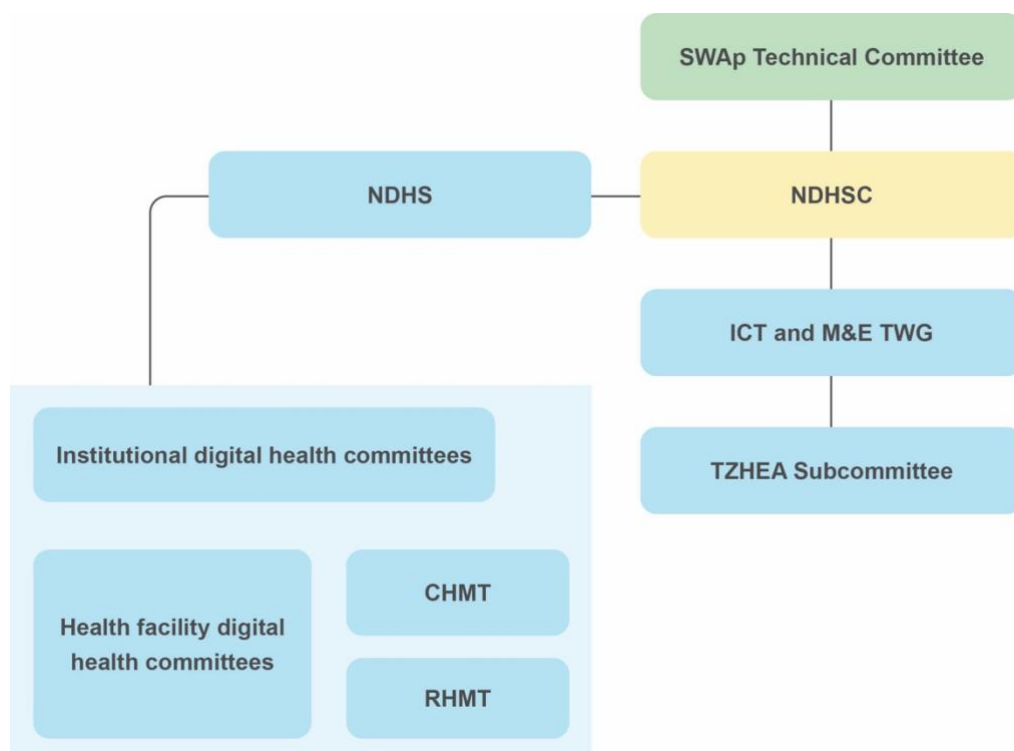 SWAp Technical Committee
NDHS
NDHSC
ICT and M&E TWG
TZHEA Subcommittee
Institutional digital health committees
Health facility digital
health committees
CHMT
RHMT